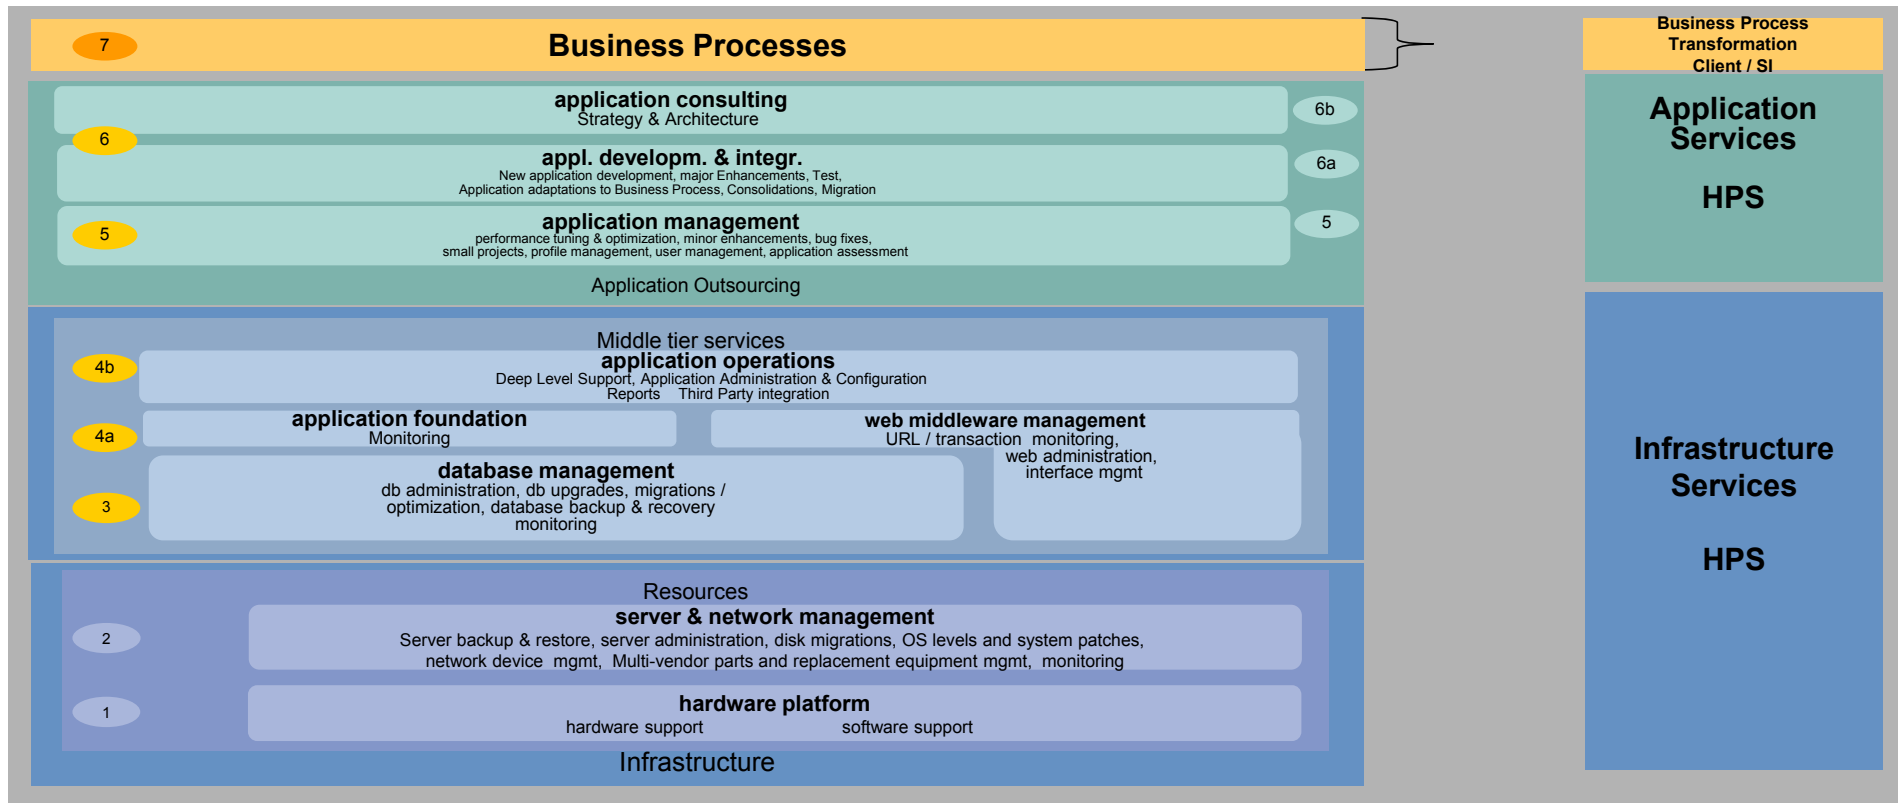 7
Business Processes
Business Process
Transformation
Client / SI
application consulting
Strategy & Architecture
6b
6
appl. developm. & integr.
New application development, major Enhancements, Test,
Application adaptations to Business Process, Consolidations, Migration
6a
5
application management
performance tuning & optimization, minor enhancements, bug fixes,
small projects, profile management, user management, application assessment
5
Application Outsourcing
Application
Services
HPS
Middle tier services
4b
application operations
Deep Level Support, Application Administration & Configuration
Reports Third Party integration
4a
application foundation
Monitoring
web middleware management
URL / transaction monitoring,
web administration,
interface mgmt
3
database management
db administration, db upgrades, migrations /
optimization, database backup & recovery
monitoring
Resources
2
server & network management
Server backup & restore, server administration, disk migrations, OS levels and system patches,
network device mgmt, Multi-vendor parts and replacement equipment mgmt, monitoring
1
hardware platform
hardware support software support
Infrastructure
Infrastructure
Services
HPS